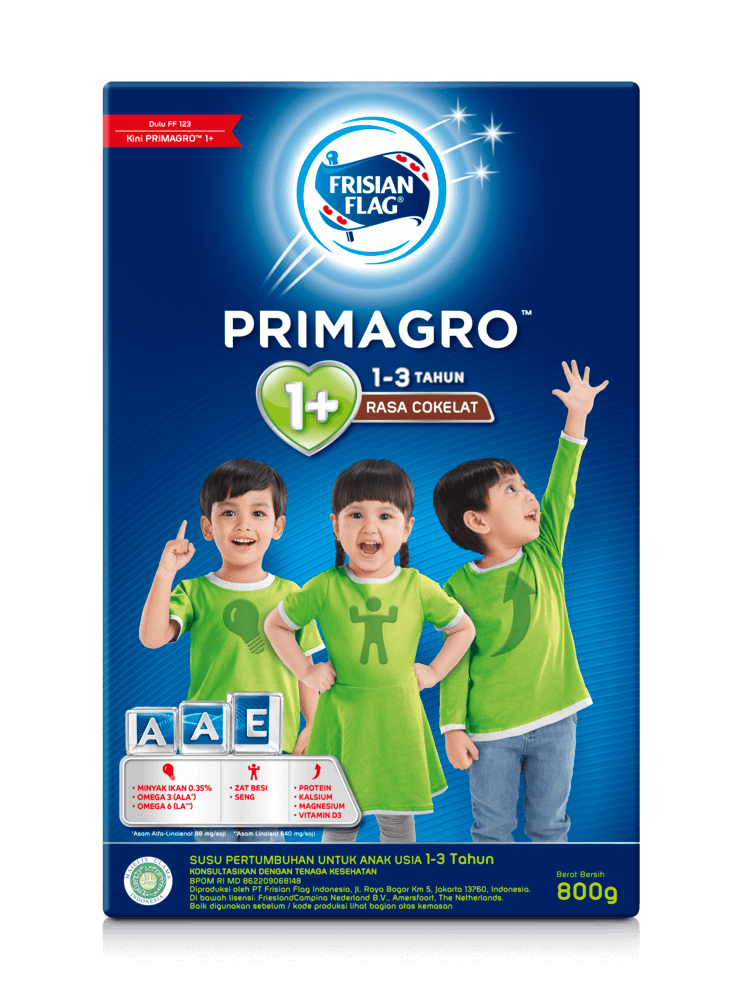 Dulu FF 123
Kini PRIMAGRO™ 1+
FRISIAN
FLAG®
PRIMAGRO™
1+
1-3 TAHUN
RASA COKELAT
A A E
• MINYAK IKAN 0.35%
• OMEGA 3 (ALA*)
• OMEGA 6 (LA**)
• ZAT BESI
• SENG
• PROTEIN
• KALSIUM
• MAGNESIUM
• VITAMIN D3
*Asam Alfa-Linolenat 88 mg/saji **Asam Linoleat 640 mg/saji
MAJELIS ULAMA
INDONESIA
SUSU PERTUMBUHAN UNTUK ANAK USIA 1-3 Tahun
KONSULTASIKAN DENGAN TENAGA KESEHATAN
BPOM RI MD 862209068148
Diproduksi oleh PT Frisian Flag Indonesia, Jl. Raya Bogor Km 5, Jakarta 13760, Indonesia.
Di bawah lisensi: FrieslandCampina Nederland B.V., Amersfoort, The Netherlands.
Baik digunakan sebelum / kode produksi lihat bagian atas kemasan
Berat Bersih
800g